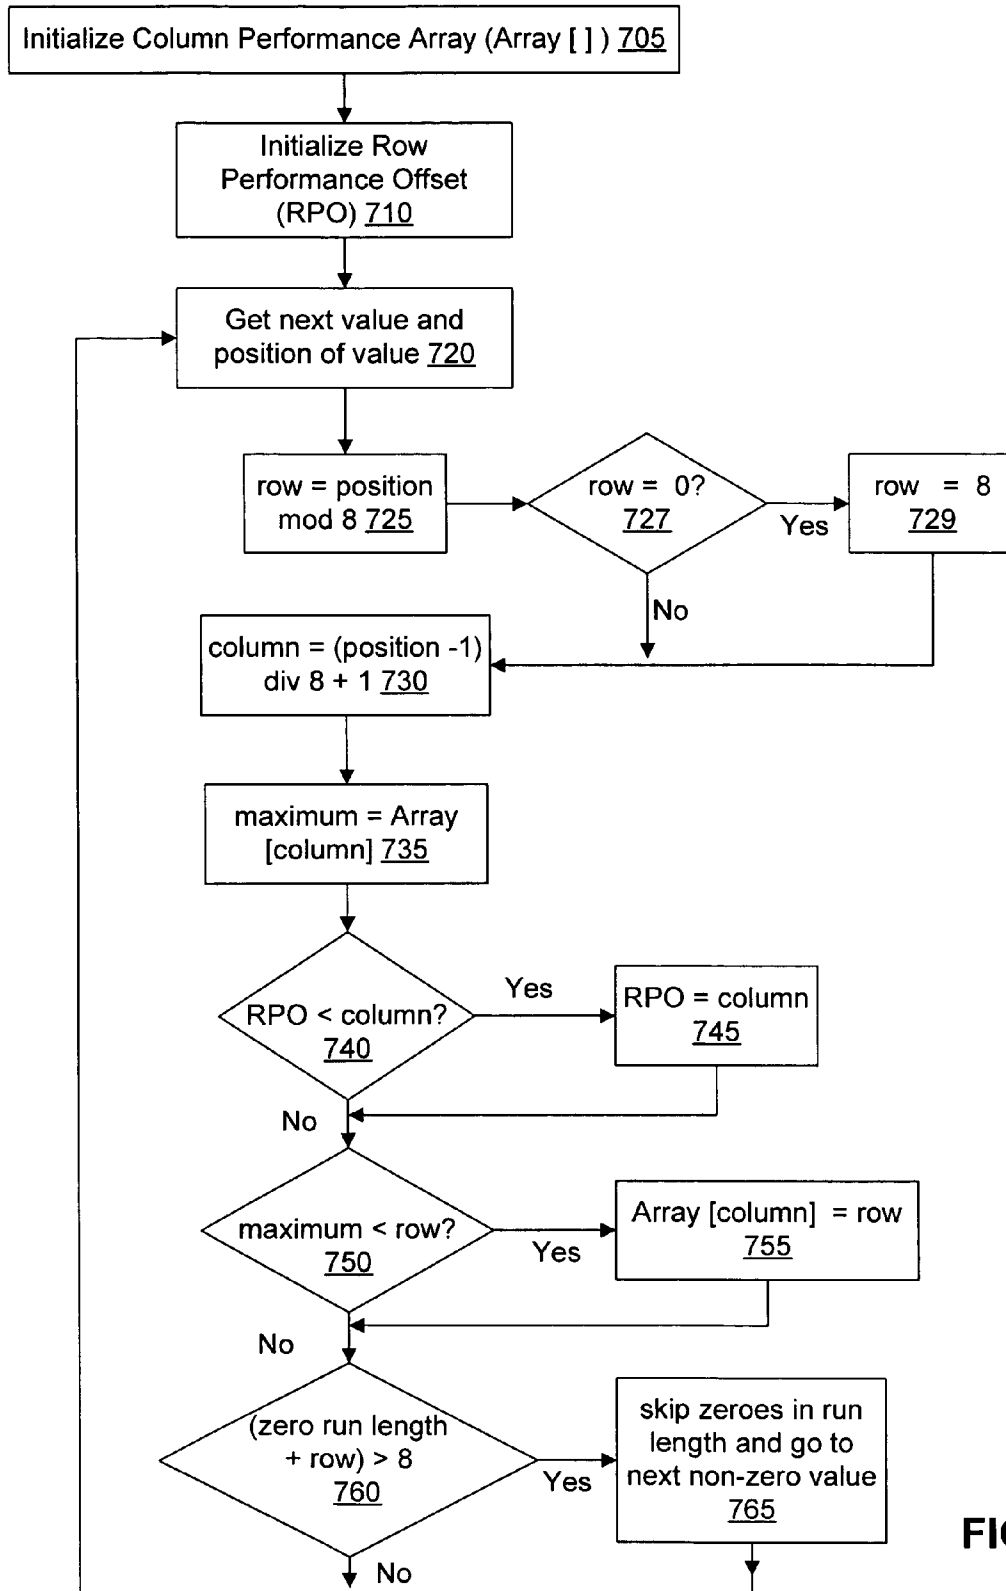 Initialize Column Performance Array (Array [ ] ) 705
Initialize Row
Performance Offset
(RPO) 710
Get next value and
position of value 720
row = position
mod 8 725
row = 0?
727
Yes
row = 8
729
No
column = (position -1)
div 8 + 1 730
maximum = Array
[column] 735
RPO < column?
740
Yes
RPO = column
745
No
maximum < row?
750
Yes
Array [column] = row
755
No
(zero run length
+ row) > 8
760
Yes
skip zeroes in run
length and go to
next non-zero value
765
No